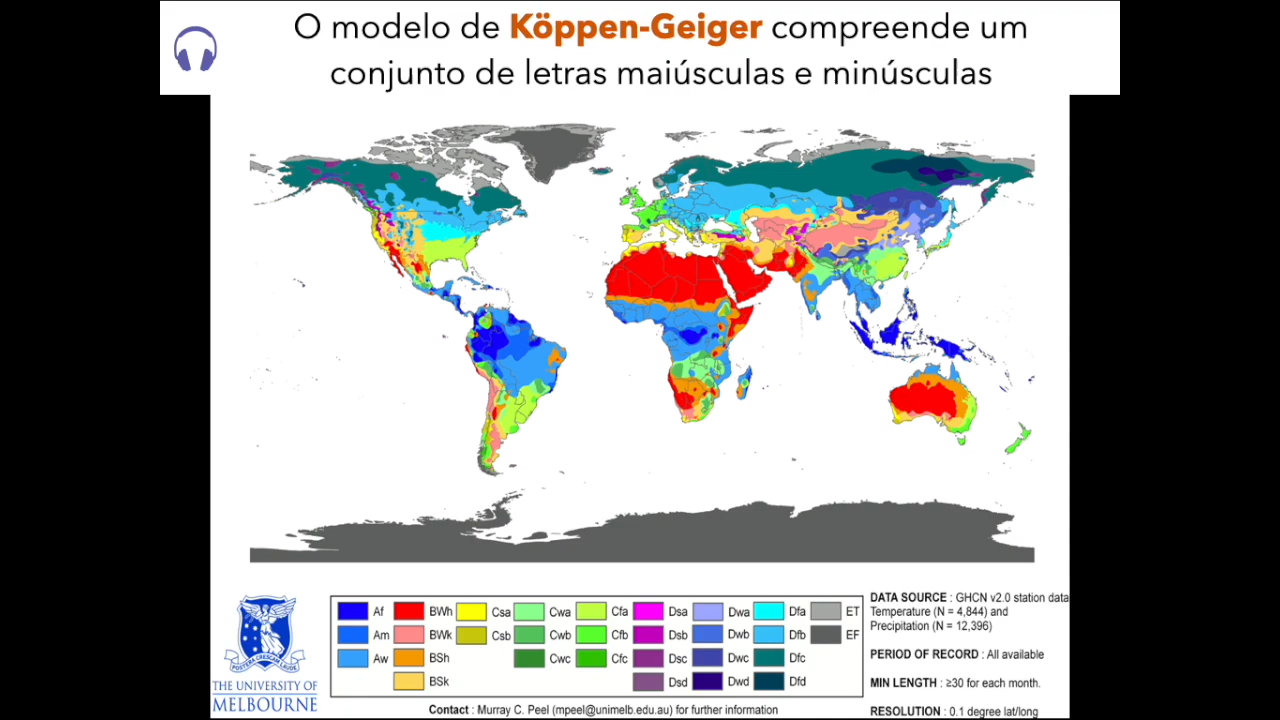 O modelo de Köppen-Geiger compreende um
conjunto de letras maiúsculas e minúsculas
POSTERA CRESCAM LAUDE
THE UNIVERSITY OF
MELBOURNE
Af BWh Csa Cwa Cfa Dsa Dwa Dfa ET
Am BWk Csb Cwb Cfb Dsb Dwb Dfb EF
Aw BSh Cwc Cfc Dsc Dwc Dfc
BSk Dsd Dwd Dfd
Contact : Murray C. Peel (mpeel@unimelb.edu.au) for further information
DATA SOURCE : GHCN v2.0 station data
Temperature (N = 4,844) and
Precipitation (N = 12,396)
PERIOD OF RECORD : All available
MIN LENGTH : ≥30 for each month.
RESOLUTION : 0.1 degree lat/long